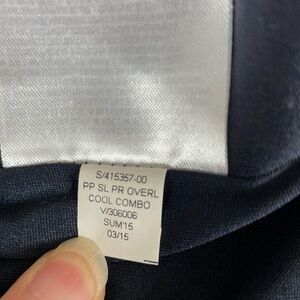 S/415357-00
PP SL PR OVERL
COOL COMBO
V/306006
SUM'15
03/15